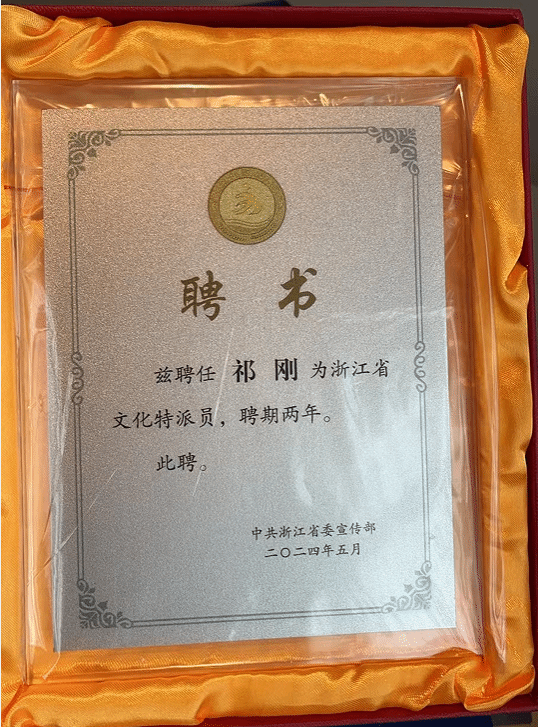 聘 书
兹聘任 祁 刚 为浙江省
文化特派员，聘期两年。
此聘。
中共浙江省委宣传部
二〇二四年五月